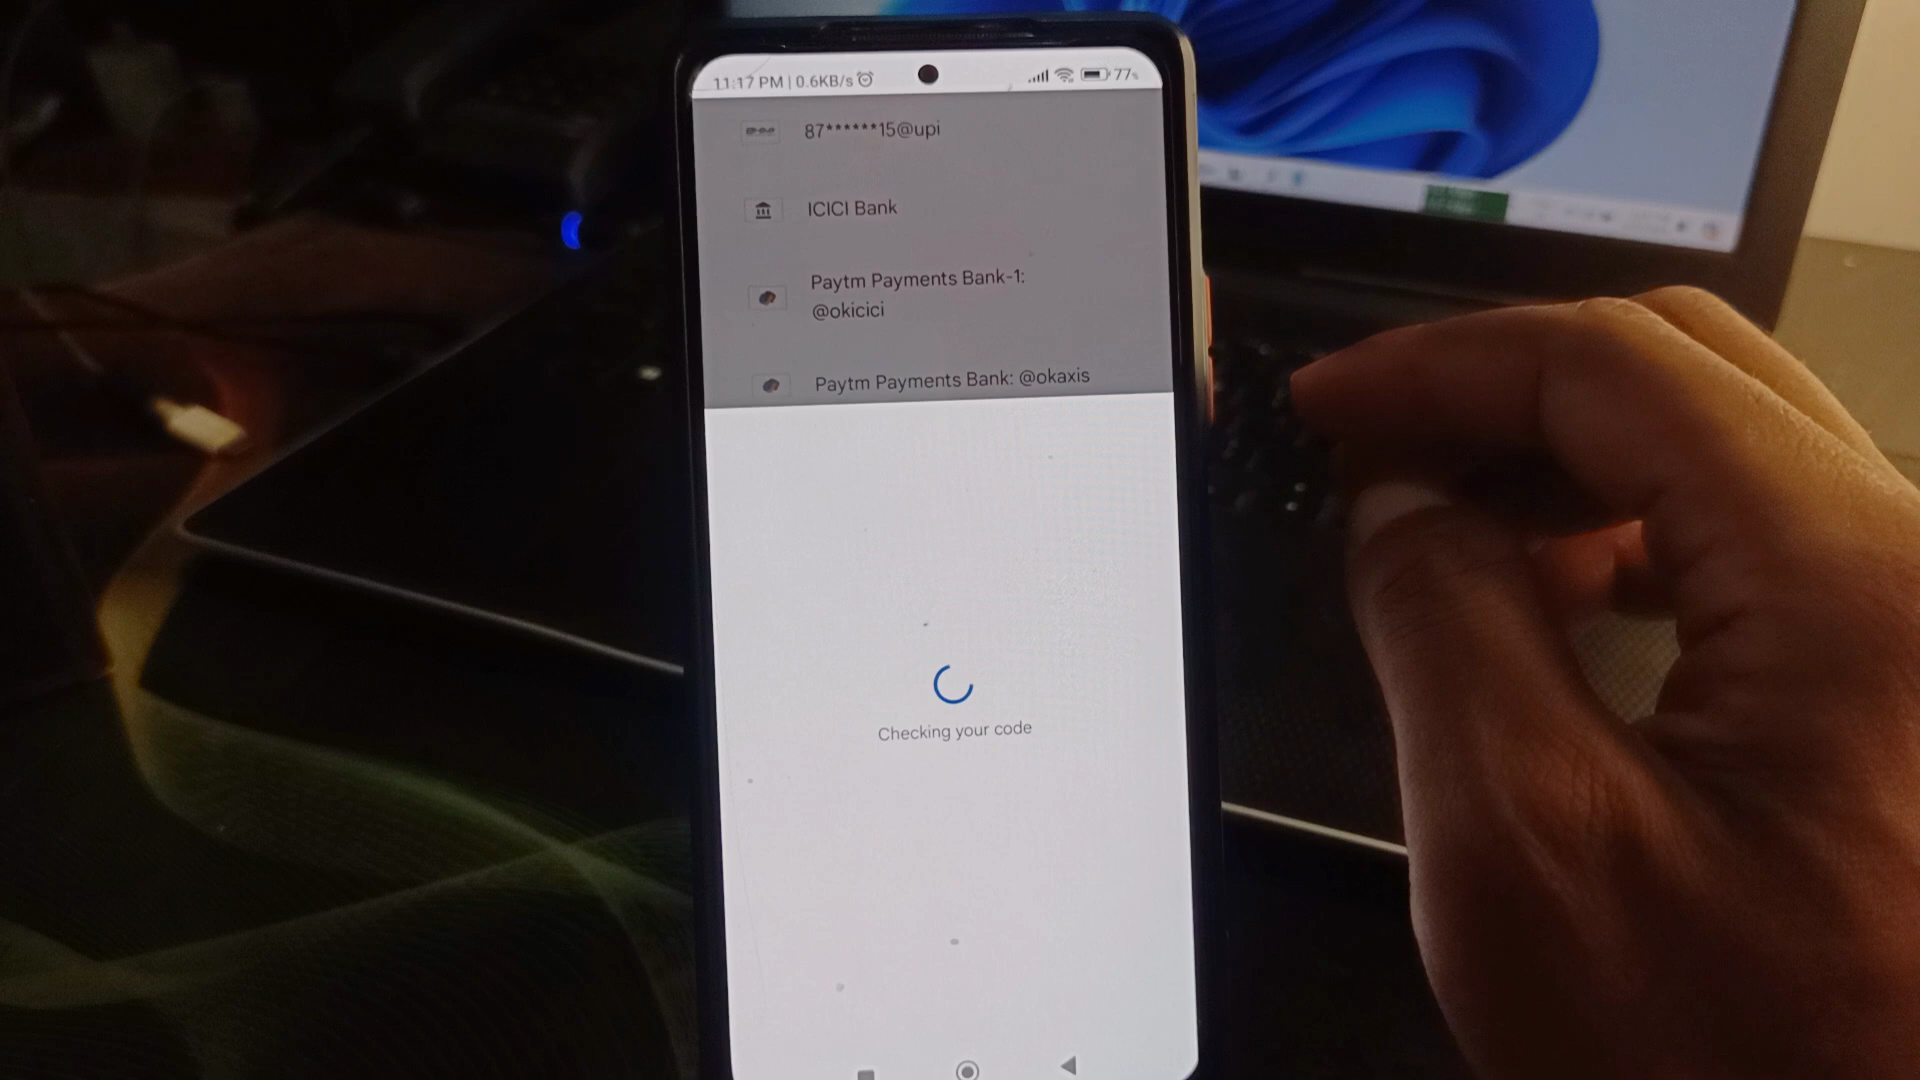 11:17 PM | 0.6KB/s
77%
87******15@upi
ICICI Bank
Paytm Payments Bank-1:
@okicici
Paytm Payments Bank: @okaxis
Checking your code